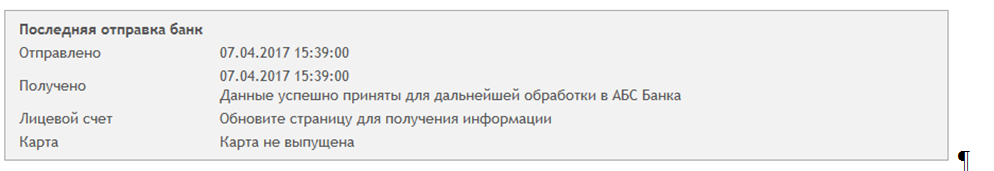 Последняя отправка банк
Отправлено 07.04.2017 15:39:00
07.04.2017 15:39:00
Получено
Данные успешно приняты для дальнейшей обработки в АБС Банка
Лицевой счет Обновите страницу для получения информации
Карта Карта не выпущена
¶